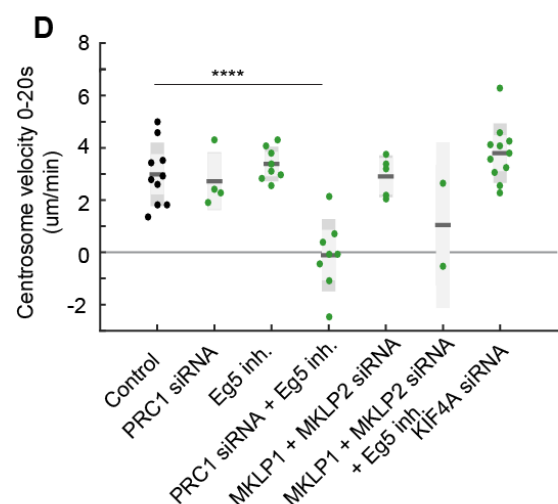 D
Centrosome velocity 0-20s
(um/min)
8
6
4
2
0
-2
****
Control
PRC1 siRNA
Eg5 inh.
PRC1 siRNA + Eg5 inh.
MKLP1 + MKLP2 siRNA
MKLP1 + MKLP2 siRNA
+ Eg5 inh.
KIF4A siRNA